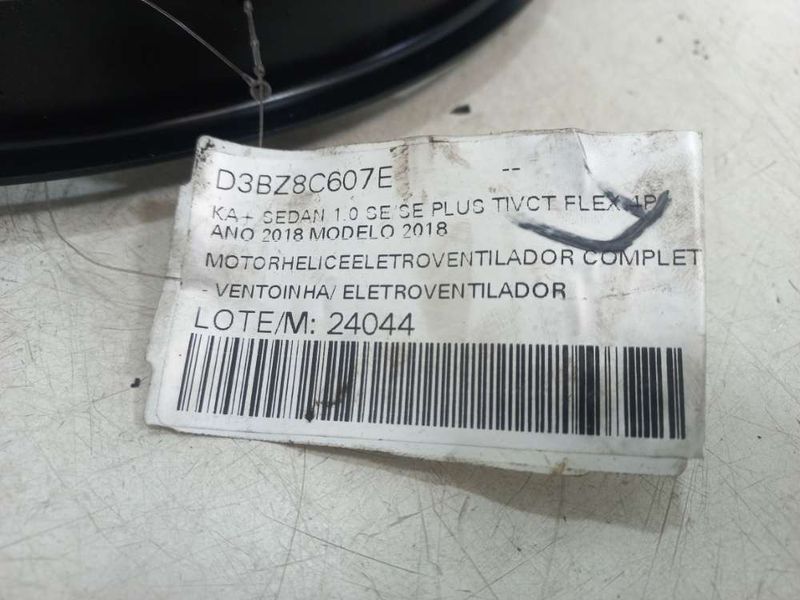 D3BZ8C607E --
KA+ SEDAN 1.0 SE/SE PLUS TIVCT FLEX 4P
ANO 2018 MODELO 2018
MOTORHELICEELETROVENTILADOR COMPLET
- VENTOINHA/ ELETROVENTILADOR
LOTE/M: 24044